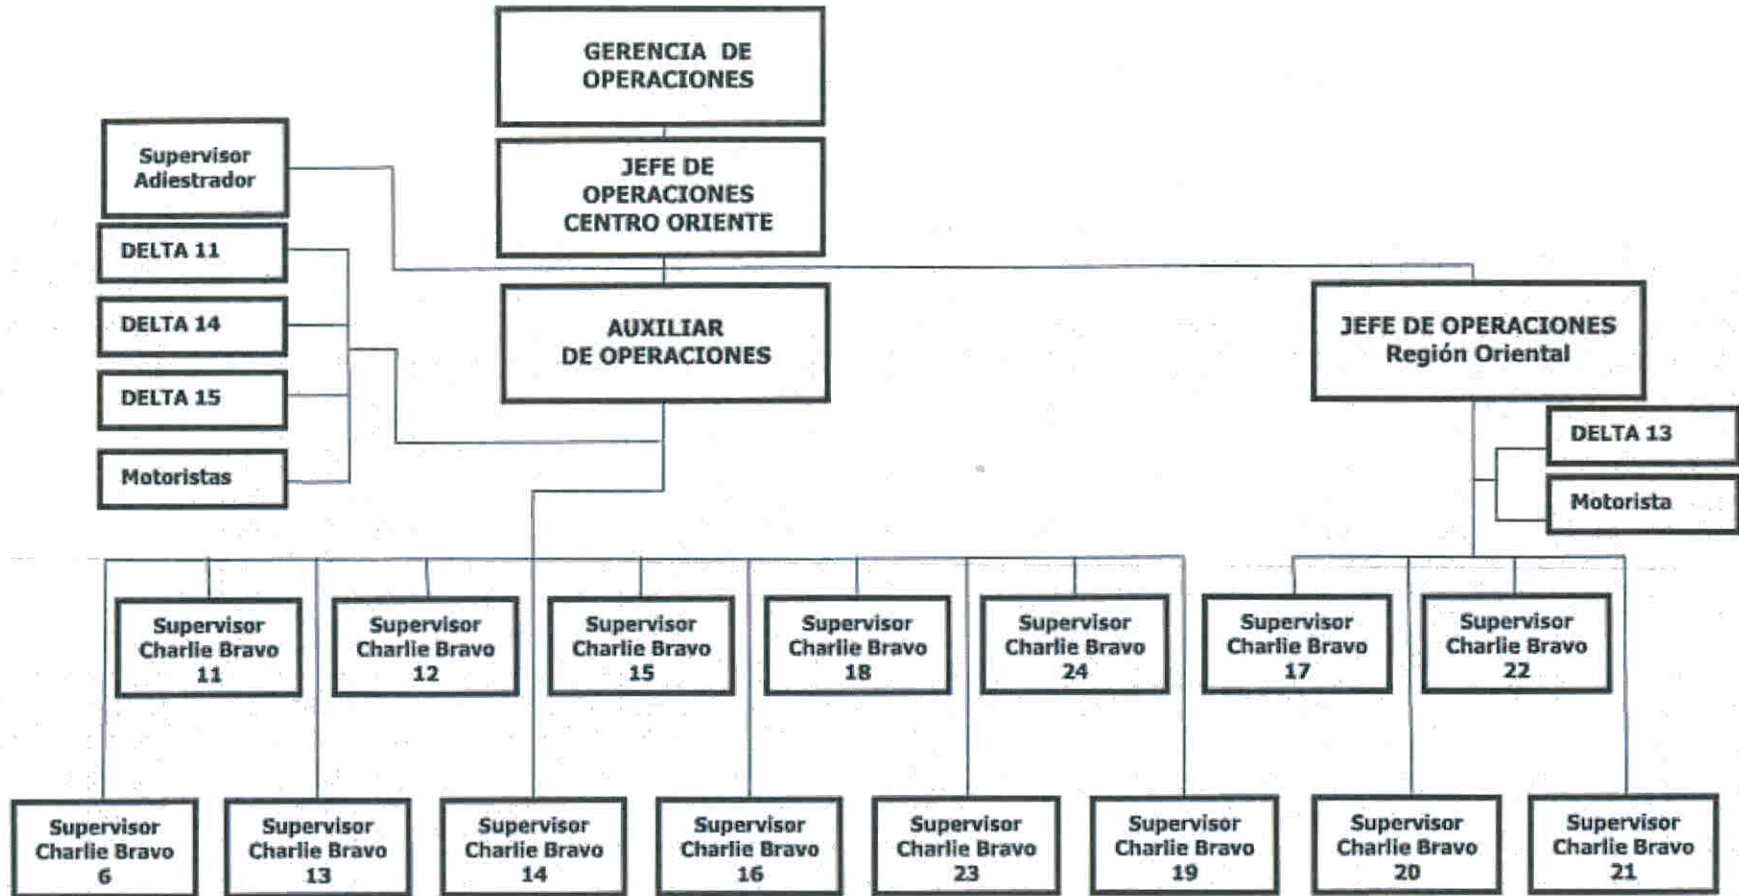 GERENCIA DE
OPERACIONES
Supervisor
Adiestrador
JEFE DE
OPERACIONES
CENTRO ORIENTE
DELTA 11
DELTA 14
DELTA 15
Motoristas
AUXILIAR
DE OPERACIONES
JEFE DE OPERACIONES
Región Oriental
DELTA 13
Motorista
Supervisor
Charlie Bravo
11
Supervisor
Charlie Bravo
12
Supervisor
Charlie Bravo
15
Supervisor
Charlie Bravo
18
Supervisor
Charlie Bravo
24
Supervisor
Charlie Bravo
17
Supervisor
Charlie Bravo
22
Supervisor
Charlie Bravo
6
Supervisor
Charlie Bravo
13
Supervisor
Charlie Bravo
14
Supervisor
Charlie Bravo
16
Supervisor
Charlie Bravo
23
Supervisor
Charlie Bravo
19
Supervisor
Charlie Bravo
20
Supervisor
Charlie Bravo
21